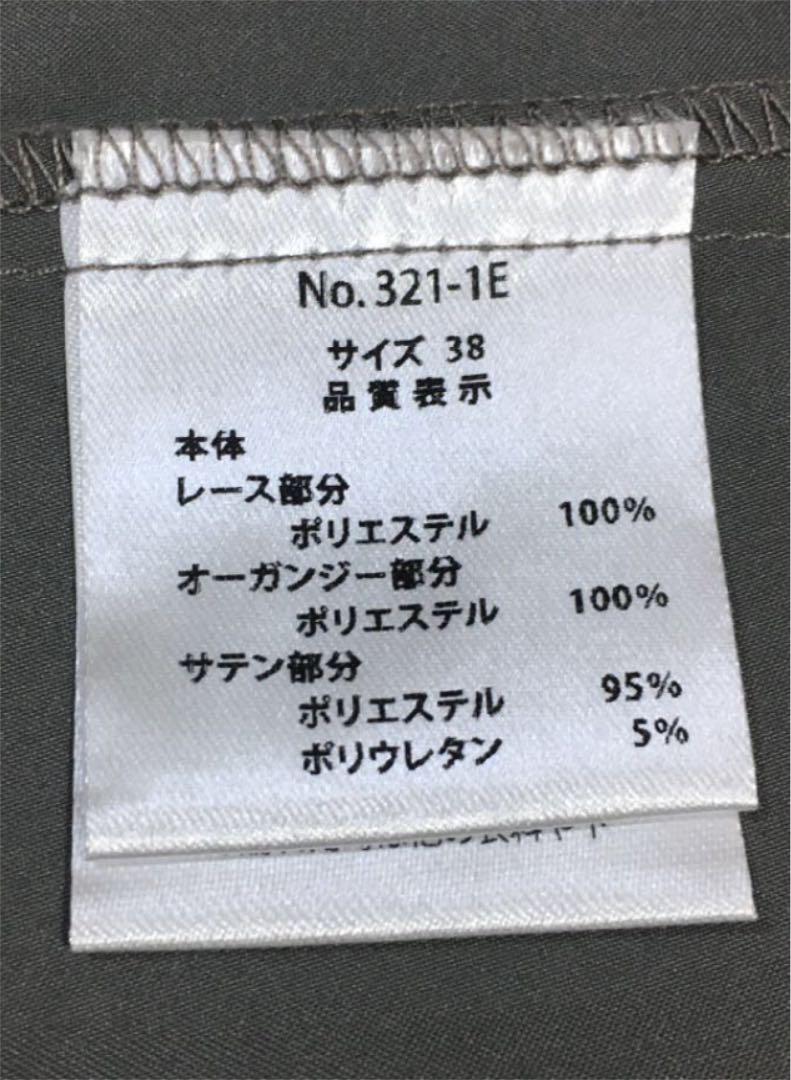 No. 321-1E
サイズ 38
品質表示
本体
レース部分
ポリエステル 100%
オーガンジー部分
ポリエステル 100%
サテン部分
ポリエステル 95%
ポリウレタン 5%